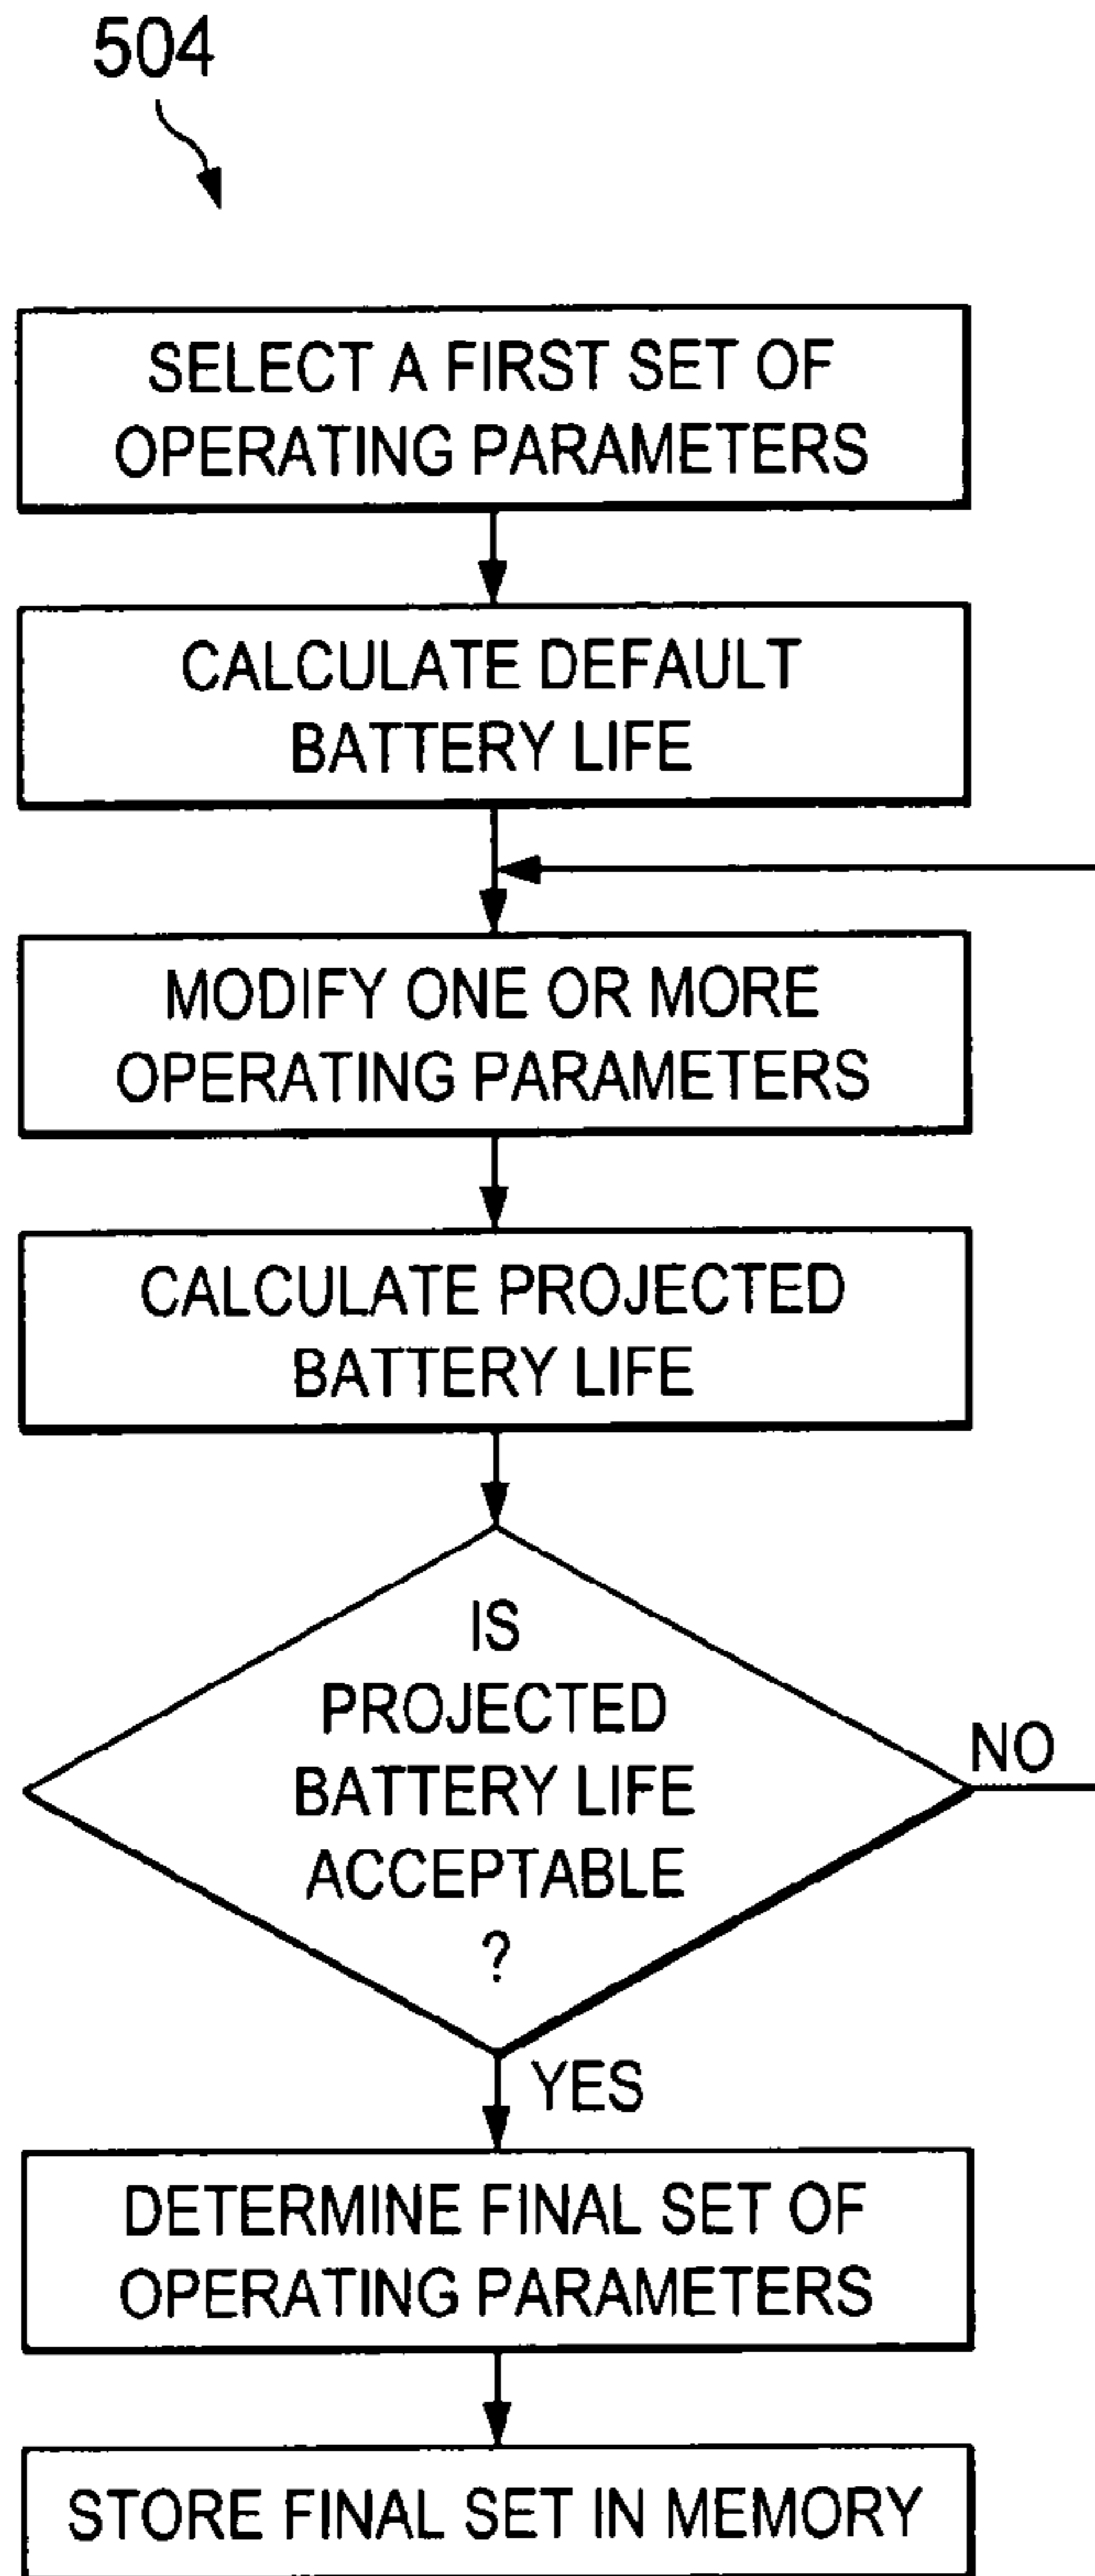 504
SELECT A FIRST SET OF
OPERATING PARAMETERS
CALCULATE DEFAULT
BATTERY LIFE
MODIFY ONE OR MORE
OPERATING PARAMETERS
CALCULATE PROJECTED
BATTERY LIFE
IS
PROJECTED
BATTERY LIFE
ACCEPTABLE
?
NO
YES
DETERMINE FINAL SET OF
OPERATING PARAMETERS
STORE FINAL SET IN MEMORY